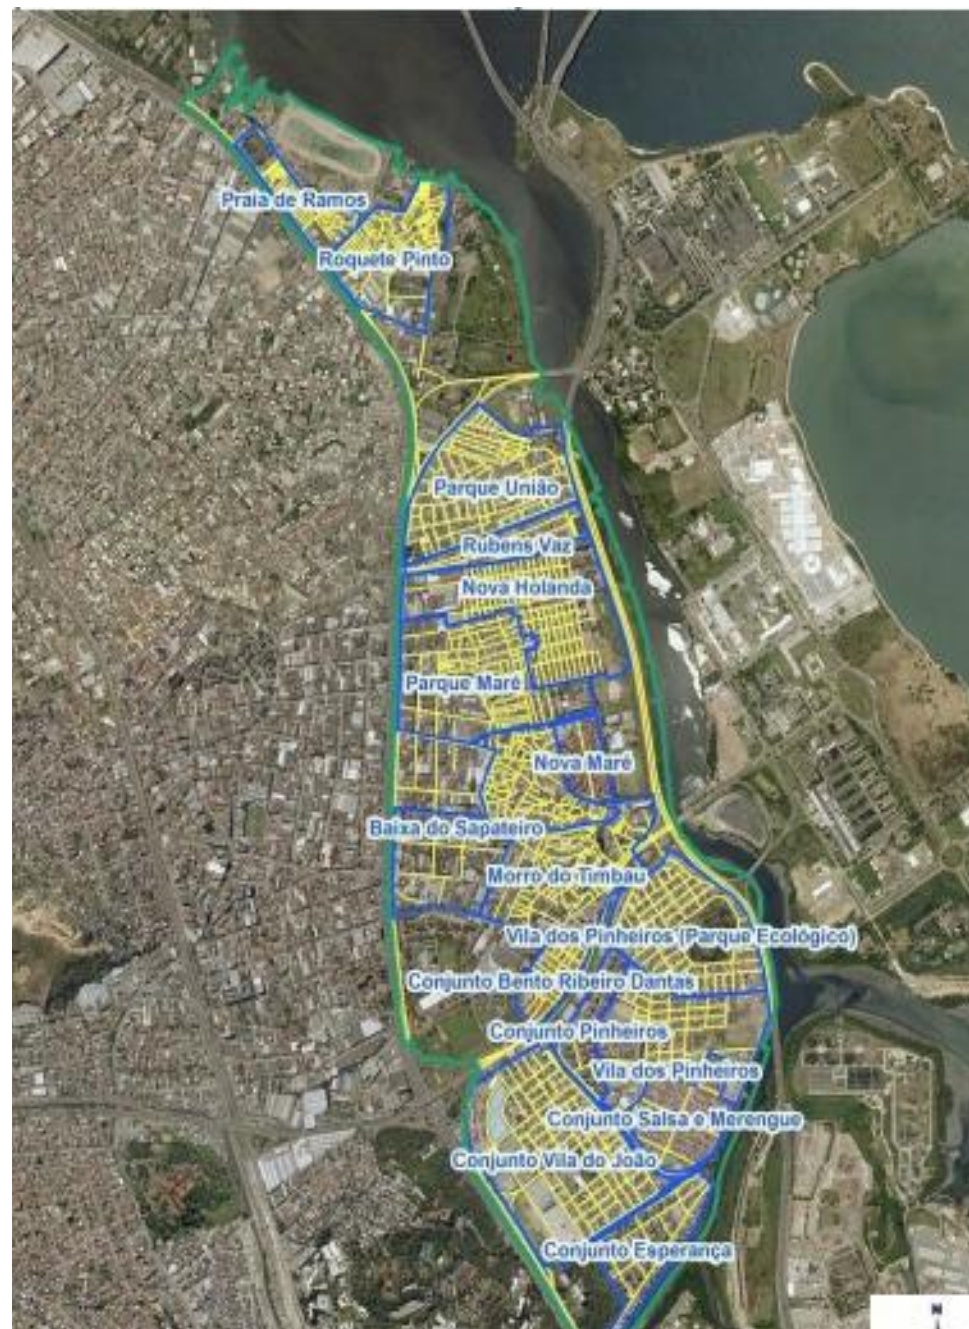 Praia de Ramos
Roquete Pinto
Parque União
Rubens Vaz
Nova Holanda
Parque Maré
Nova Maré
Baixa do Sapateiro
Morro do Timbau
Vila dos Pinheiros (Parque Ecológico)
Conjunto Bento Ribeiro Dantas
Conjunto Pinheiros
Vila dos Pinheiros
Conjunto Salsa e Merengue
Conjunto Vila do João
Conjunto Esperança
N